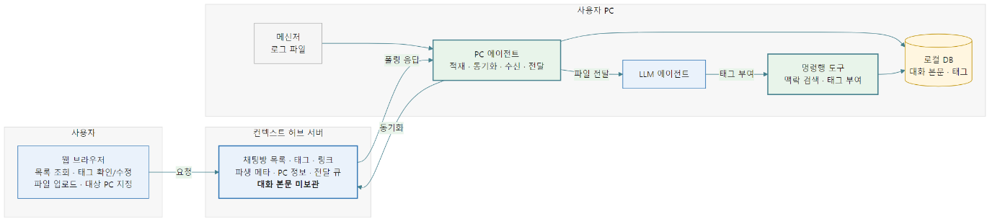 사용자 PC
메신저
로그 파일
폴링 응답
PC 에이전트
적재 · 동기화 · 수신 · 전달
파일 전달
LLM 에이전트
태그 부여
명령행 도구
맥락 검색 · 태그 부여
로컬 DB
대화 본문 · 태그
동기화
사용자
웹 브라우저
목록 조회 · 태그 확인/수정
파일 업로드 · 대상 PC 지정
요청
컨텍스트 허브 서버
채팅방 목록 · 태그 · 링크
파생 메타 · PC 정보 · 전달 큐
대화 본문 미보관